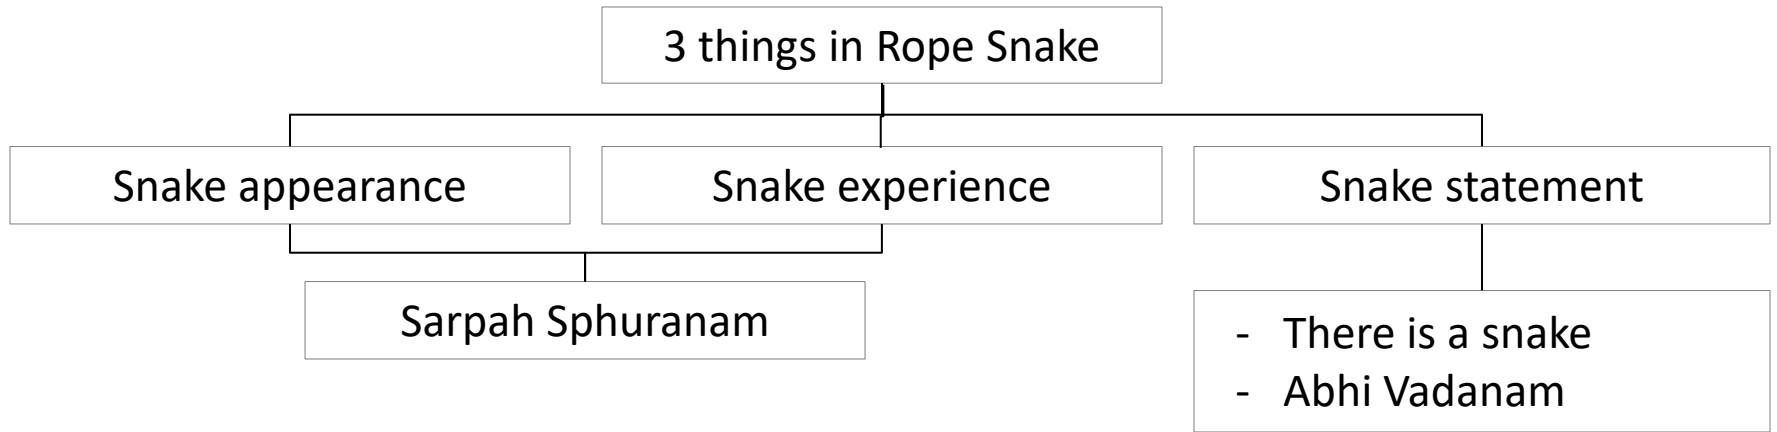 3 things in Rope Snake
Snake appearance
Snake experience
Snake statement
Sarpah Sphuranam
- There is a snake
- Abhi Vadanam